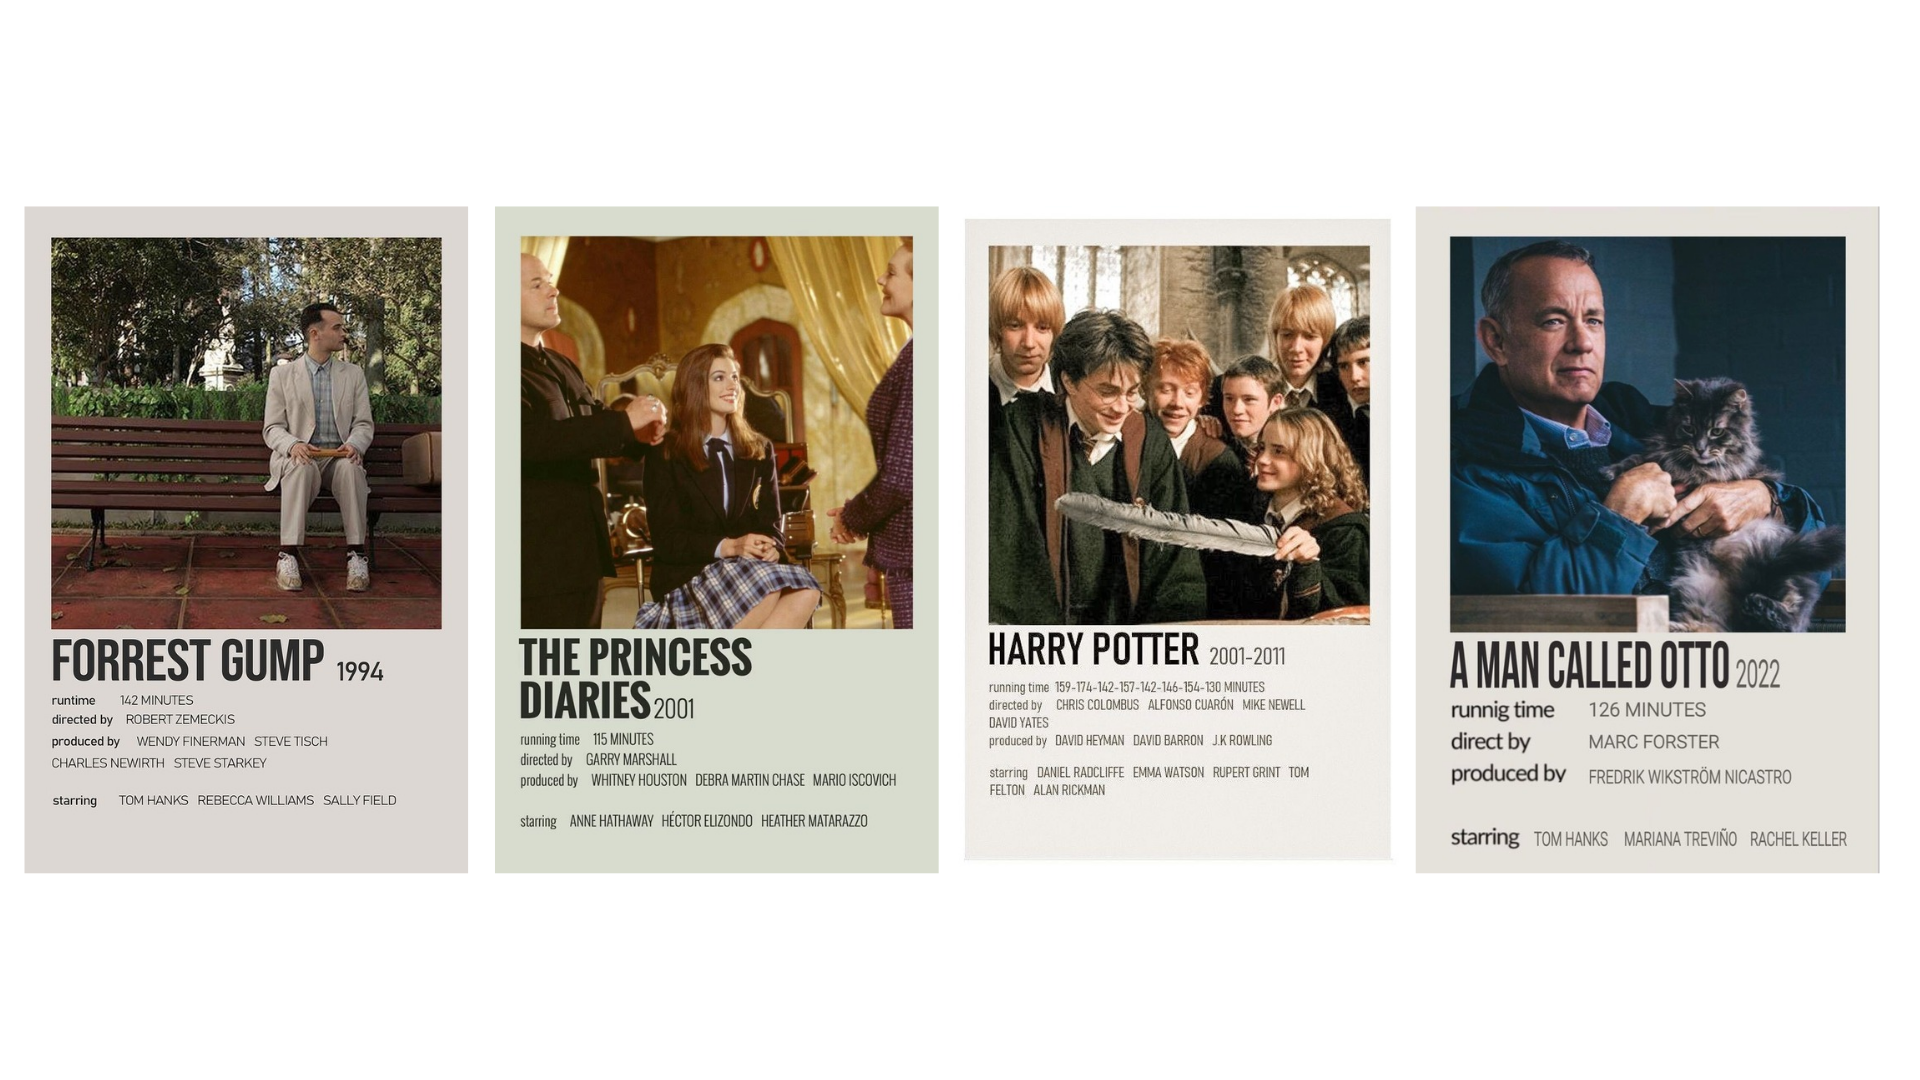 FORREST GUMP 1994
runtime 142 MINUTES
directed by ROBERT ZEMECKIS
produced by WENDY FINERMAN STEVE TISCH
CHARLES NEWIRTH STEVE STARKEY
starring TOM HANKS REBECCA WILLIAMS SALLY FIELD
THE PRINCESS
DIARIES 2001
running time 115 MINUTES
directed by GARRY MARSHALL
produced by WHITNEY HOUSTON DEBRA MARTIN CHASE MARIO ISCOVICH
starring ANNE HATHAWAY HÉCTOR ELIZONDO HEATHER MATARAZZO
HARRY POTTER 2001-2011
running time 159-174-142-157-142-146-154-130 MINUTES
directed by CHRIS COLOMBUS ALFONSO CUARÓN MIKE NEWELL
DAVID YATES
produced by DAVID HEYMAN DAVID BARRON J.K ROWLING
starring DANIEL RADCLIFFE EMMA WATSON RUPERT GRINT TOM
FELTON ALAN RICKMAN
A MAN CALLED OTTO 2022
runnig time 126 MINUTES
direct by MARC FORSTER
produced by FREDRIK WIKSTRÖM NICASTRO
starring TOM HANKS MARIANA TREVIÑO RACHEL KELLER